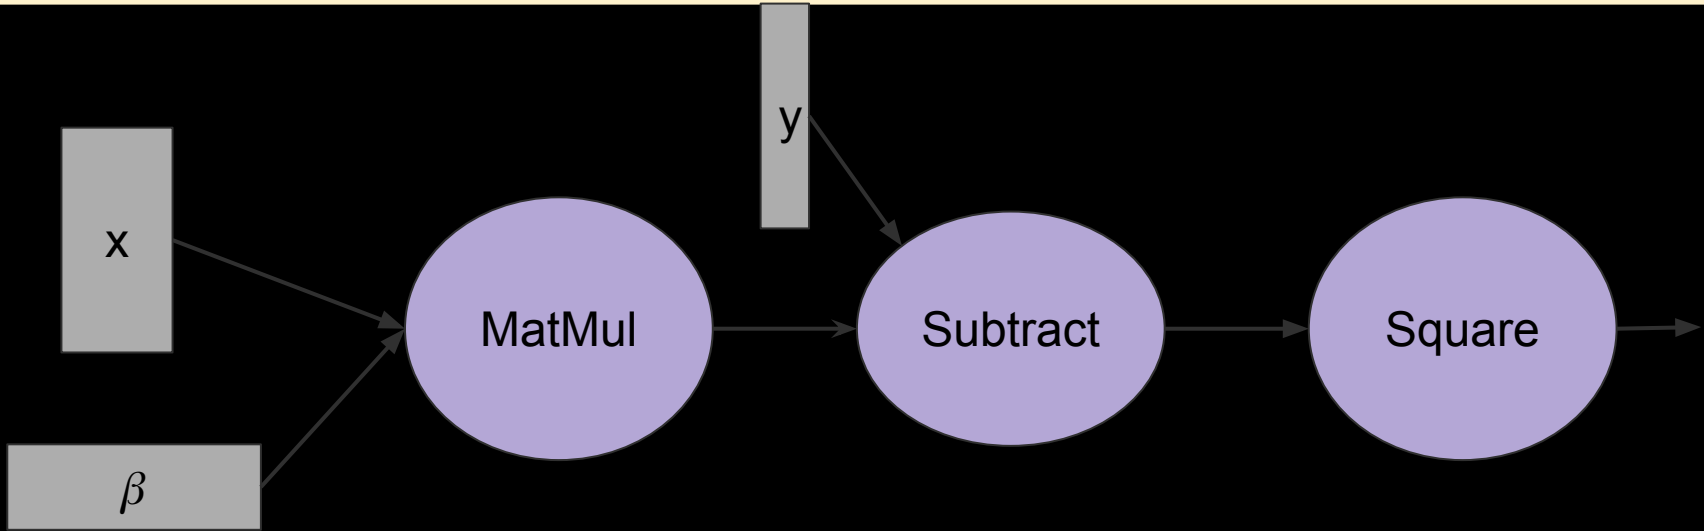 y
x
MatMul
Subtract
Square
β